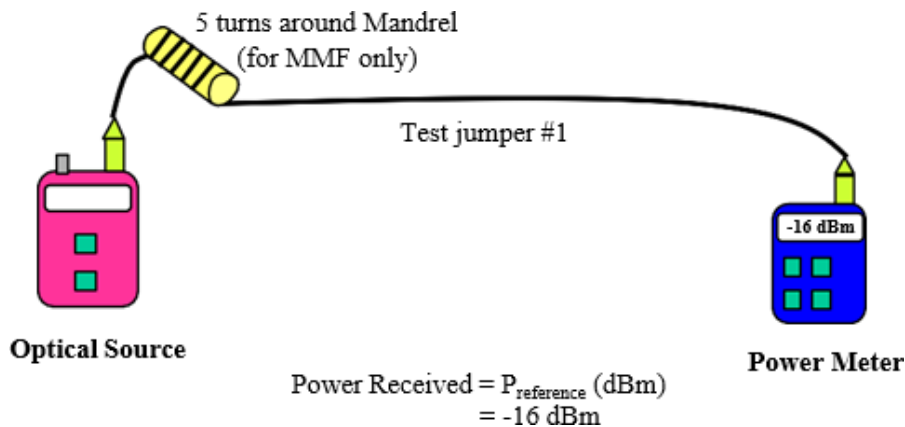 5 turns around Mandrel
(for MMF only)
Test jumper #1
-16 dBm
Optical Source
Power Meter
Power Received = P_reference (dBm)
= -16 dBm